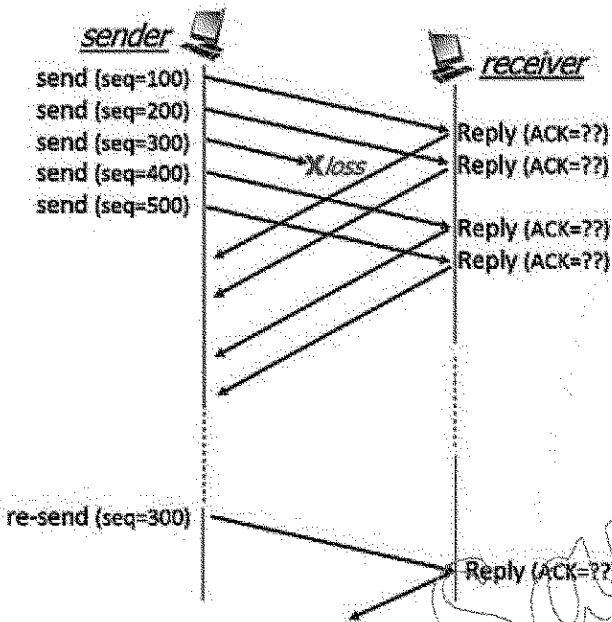 sender
receiver
send (seq=100)
send (seq=200)
send (seq=300)
send (seq=400)
send (seq=500)
X loss
Reply (ACK=??)
Reply (ACK=??)
Reply (ACK=??)
Reply (ACK=??)
re-send (seq=300)
Reply (ACK=??